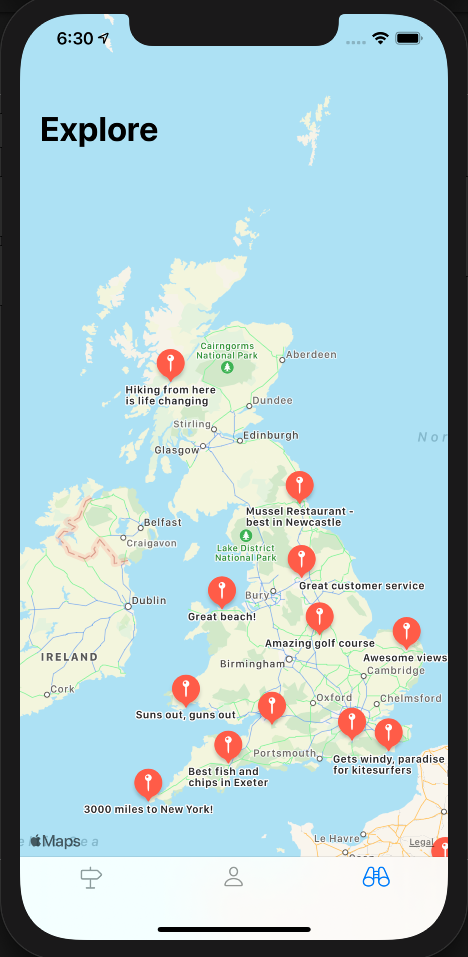 6:30
Explore
Cairngorms
National Park
Aberdeen
Hiking from here
is life changing
Dundee
Stirling
Edinburgh
Glasgow
Nor
Mussel Restaurant -
best in Newcastle
Belfast
Craigavon
Lake District
National Park
Great customer service
Dublin
Bury
Great beach!
Amazing golf course
IRELAND
Birmingham
Awesome views
Cambridge
Cork
Oxford
Chelmsford
Suns out, guns out
Portsmouth
Gets windy, paradise
for kitesurfers
Best fish and
chips in Exeter
3000 miles to New York!
Le Havre
Maps
Legal